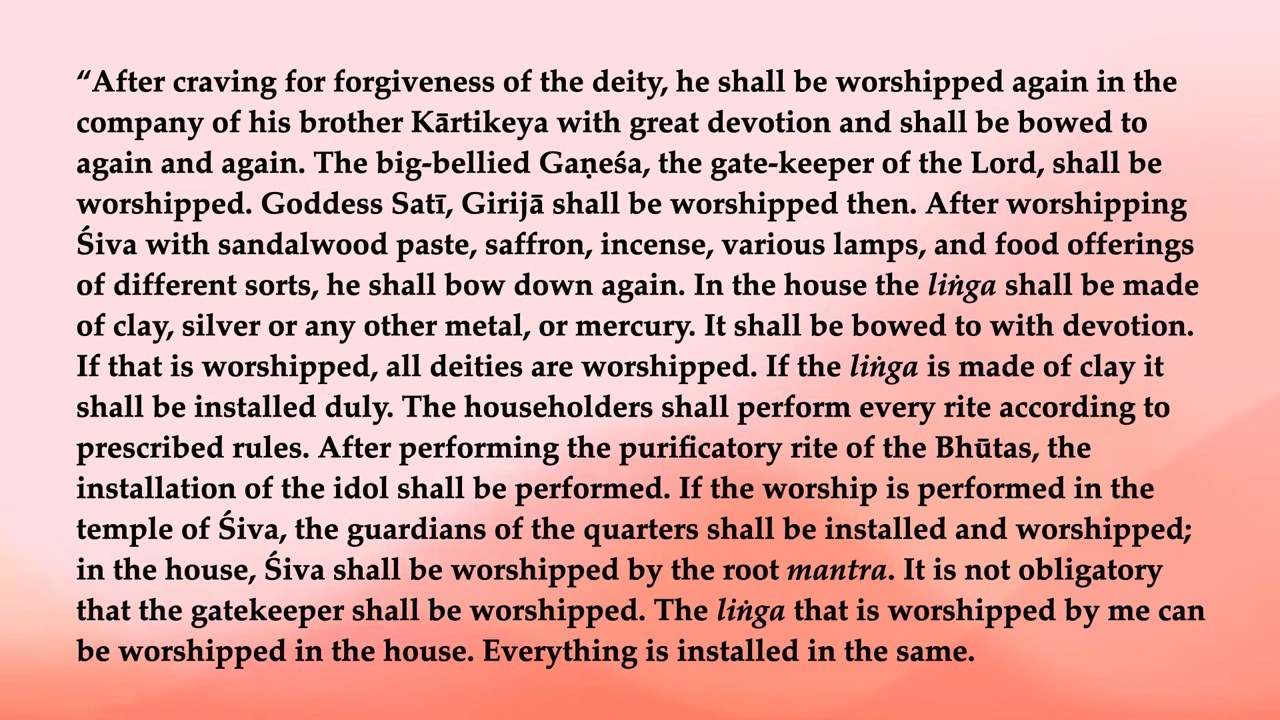 “After craving for forgiveness of the deity, he shall be worshipped again in the
company of his brother Kārtikeya with great devotion and shall be bowed to
again and again. The big-bellied Gaṇeśa, the gate-keeper of the Lord, shall be
worshipped. Goddess Satī, Girijā shall be worshipped then. After worshipping
Śiva with sandalwood paste, saffron, incense, various lamps, and food offerings
of different sorts, he shall bow down again. In the house the liṅga shall be made
of clay, silver or any other metal, or mercury. It shall be bowed to with devotion.
If that is worshipped, all deities are worshipped. If the liṅga is made of clay it
shall be installed duly. The householders shall perform every rite according to
prescribed rules. After performing the purificatory rite of the Bhūtas, the
installation of the idol shall be performed. If the worship is performed in the
temple of Śiva, the guardians of the quarters shall be installed and worshipped;
in the house, Śiva shall be worshipped by the root mantra. It is not obligatory
that the gatekeeper shall be worshipped. The liṅga that is worshipped by me can
be worshipped in the house. Everything is installed in the same.